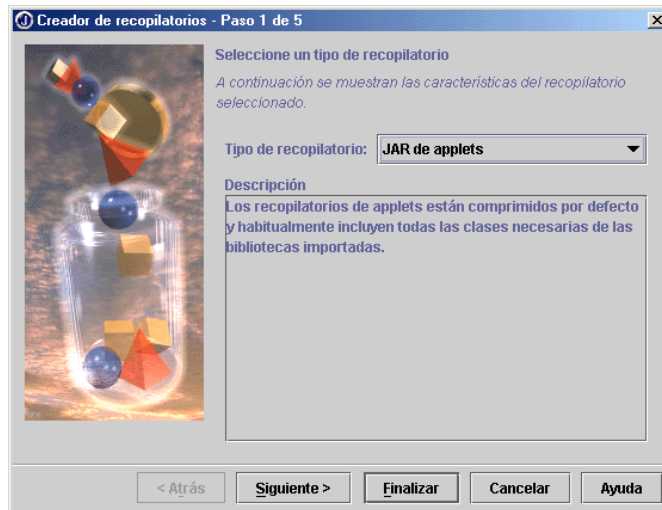 Creador de recopilatorios - Paso 1 de 5
Seleccione un tipo de recopilatorio
A continuación se muestran las características del recopilatorio
seleccionado.
Tipo de recopilatorio: JAR de applets
Descripción
Los recopilatorios de applets están comprimidos por defecto
y habitualmente incluyen todas las clases necesarias de las
bibliotecas importadas.
< Atrás Siguiente > Finalizar Cancelar Ayuda